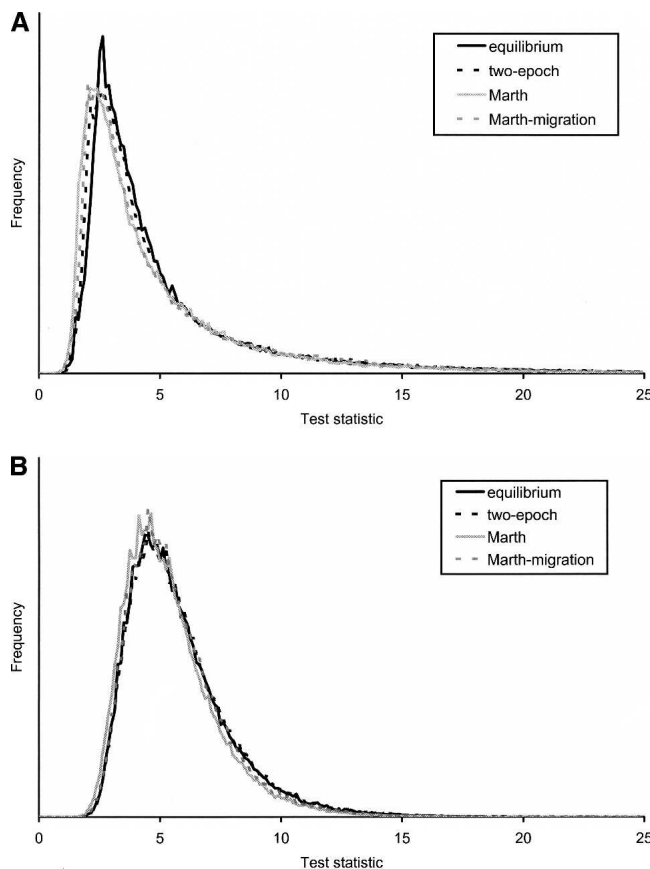 A
equilibrium
two-epoch
Marth
Marth-migration
Frequency
0 5 10 15 20 25
Test statistic
B
equilibrium
two-epoch
Marth
Marth-migration
Frequency
0 5 10 15 20 25
Test statistic